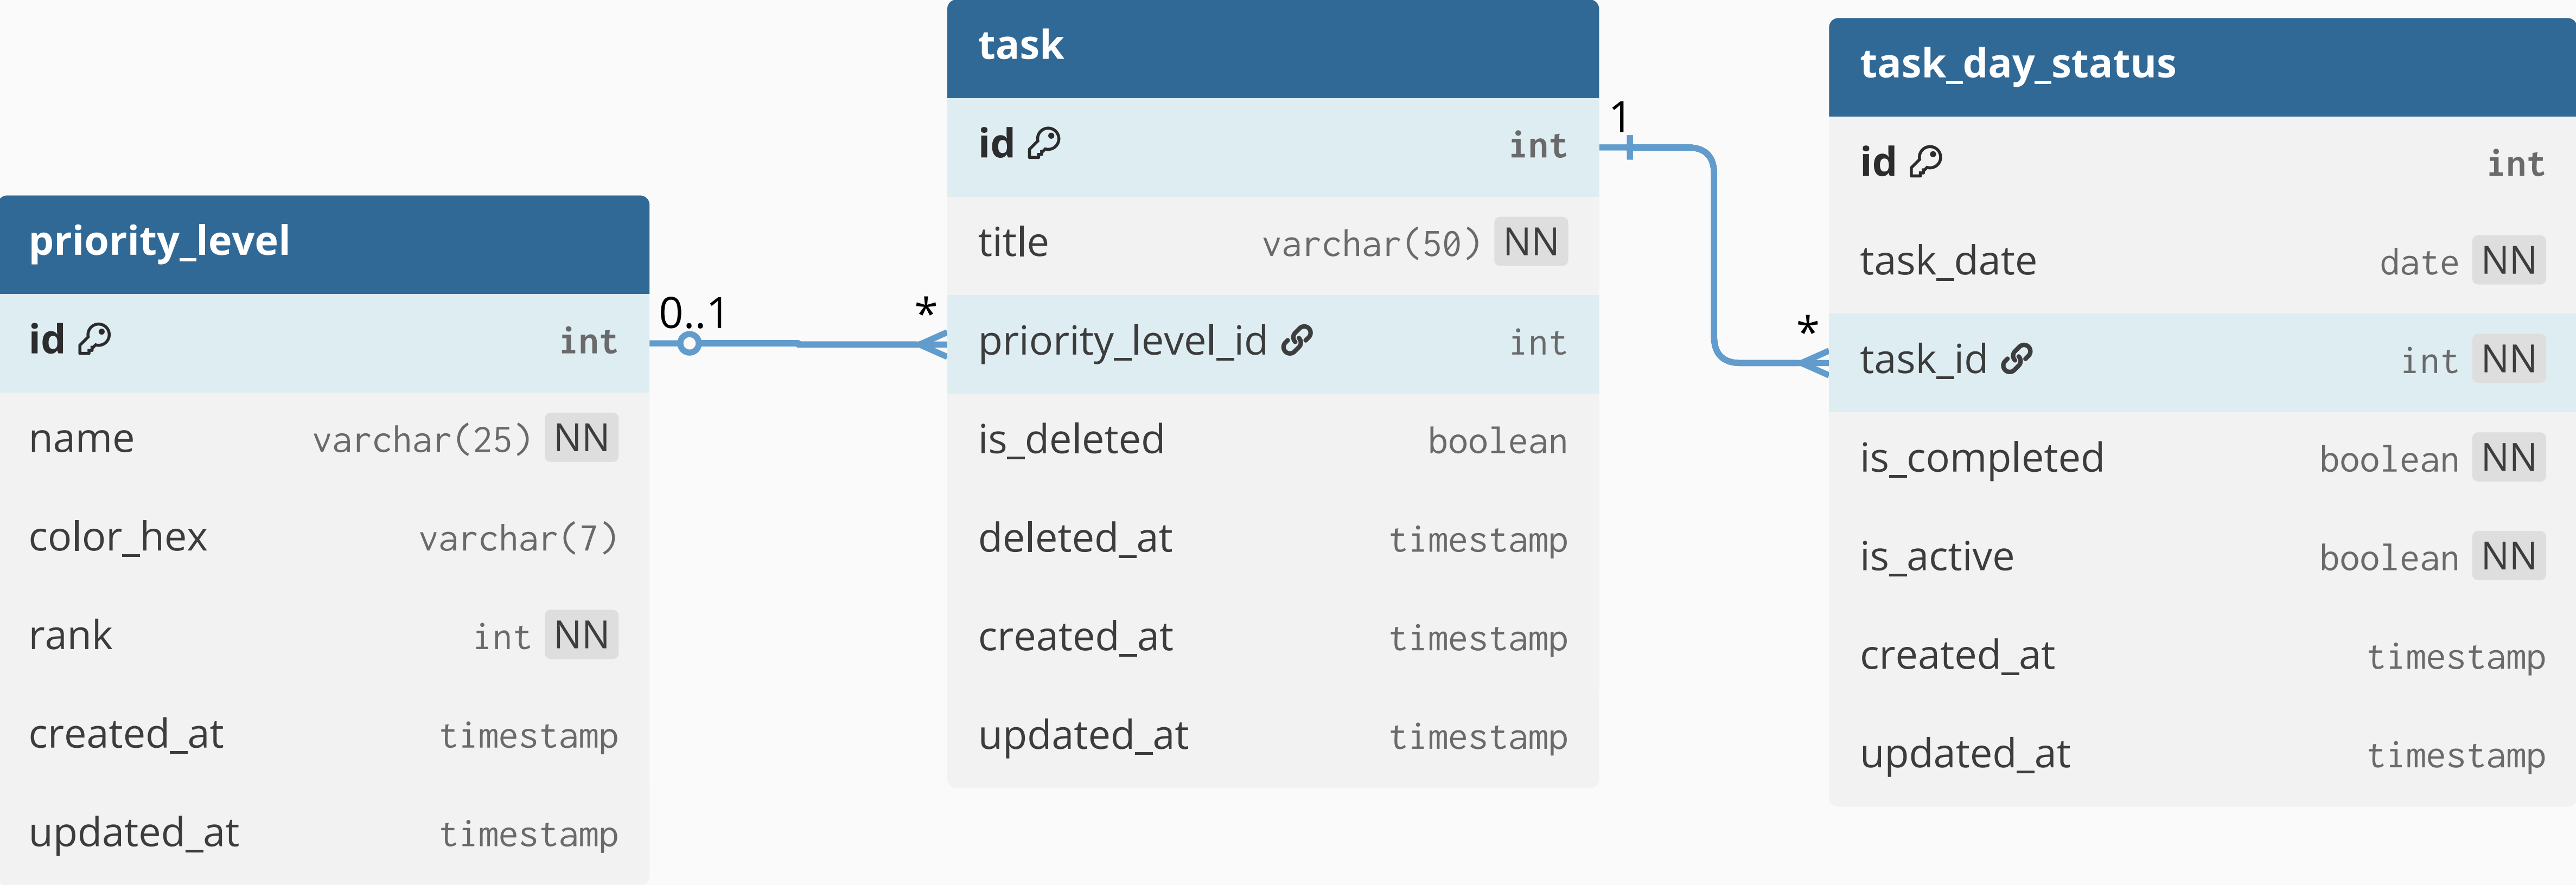 priority_level
id int
name varchar(25) NN
color_hex varchar(7)
rank int NN
created_at timestamp
updated_at timestamp
0..1 *
task
id int
title varchar(50) NN
priority_level_id int
is_deleted boolean
deleted_at timestamp
created_at timestamp
updated_at timestamp
1 *
task_day_status
id int
task_date date NN
task_id int NN
is_completed boolean NN
is_active boolean NN
created_at timestamp
updated_at timestamp